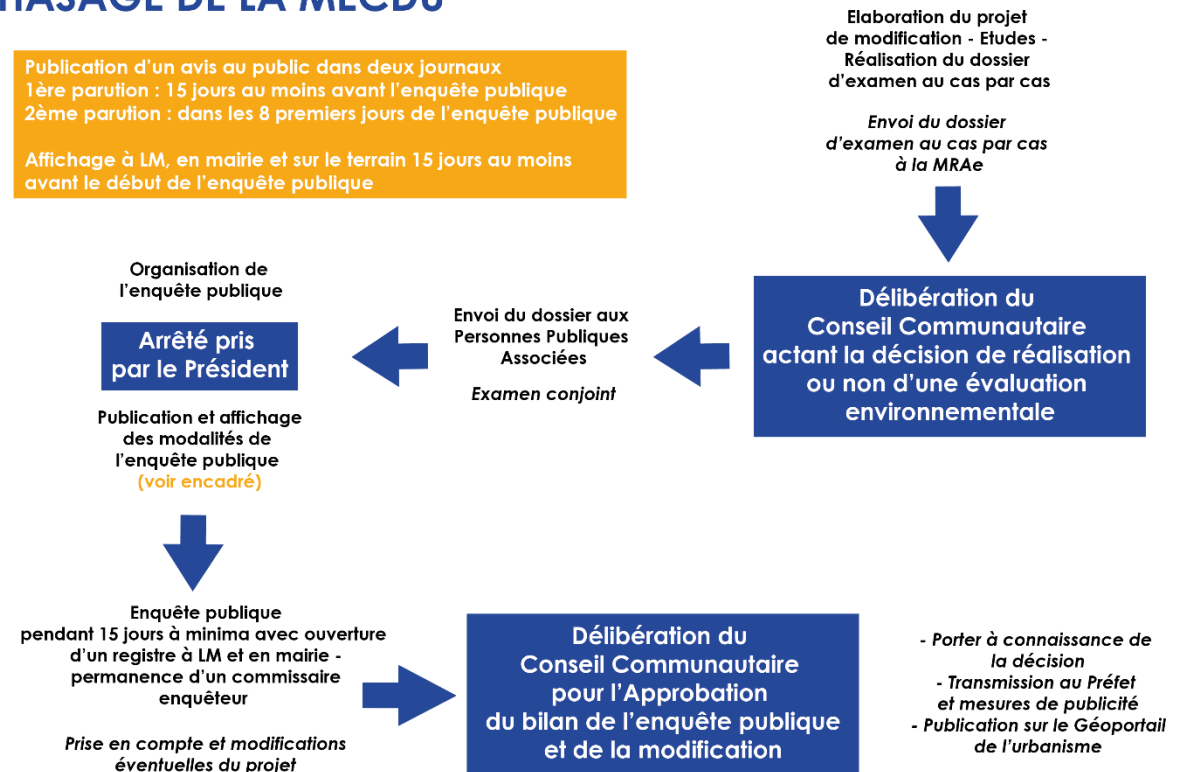 DE LA MECDU
Publication d'un avis au public dans deux journaux
1ère parution : 15 jours au moins avant l'enquête publique
2ème parution : dans les 8 premiers jours de l'enquête publique
Affichage à LM, en mairie et sur le terrain 15 jours au moins
avant le début de l'enquête publique
Elaboration du projet
de modification - Etudes -
Réalisation du dossier
d'examen au cas par cas
Envoi du dossier
d'examen au cas par cas
à la MRAe
Délibération du
Conseil Communautaire
actant la décision de réalisation
ou non d'une évaluation
environnementale
Envoi du dossier aux
Personnes Publiques
Associées
Examen conjoint
Organisation de
l'enquête publique
Arrêté pris
par le Président
Publication et affichage
des modalités de
l'enquête publique
(voir encadré)
Enquête publique
pendant 15 jours à minima avec ouverture
d'un registre à LM et en mairie -
permanence d'un commissaire
enquêteur
Prise en compte et modifications
éventuelles du projet
Délibération du
Conseil Communautaire
pour l'Approbation
du bilan de l'enquête publique
et de la modification
- Porter à connaissance de
la décision
- Transmission au Préfet
et mesures de publicité
- Publication sur le Géoportail
de l'urbanisme